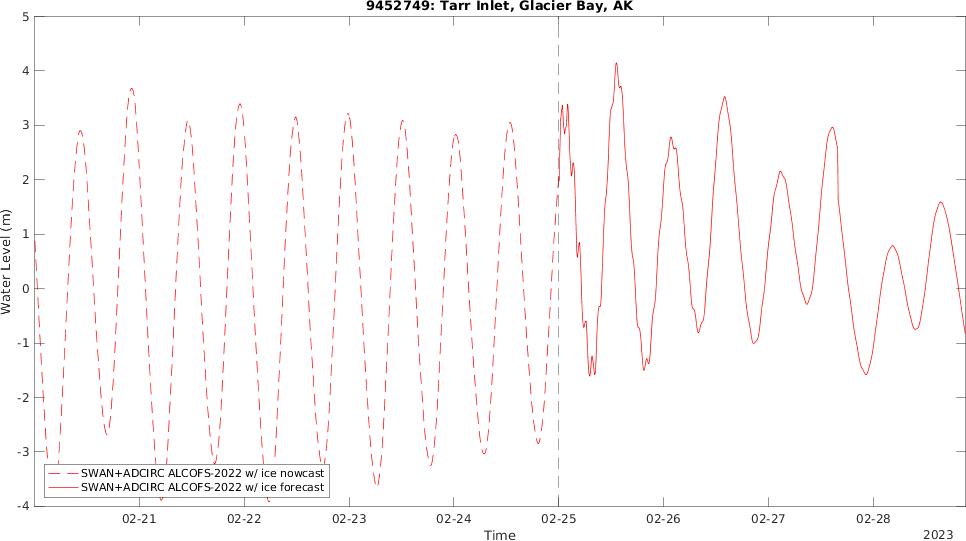 9452749: Tarr Inlet, Glacier Bay, AK
5
4
3
2
1
0
-1
-2
-3
-4
Water Level (m)
SWAN+ADCIRC ALCOFS-2022 w/ ice nowcast
SWAN+ADCIRC ALCOFS-2022 w/ ice forecast
02-21 02-22 02-23 02-24 02-25 02-26 02-27 02-28
2023
Time